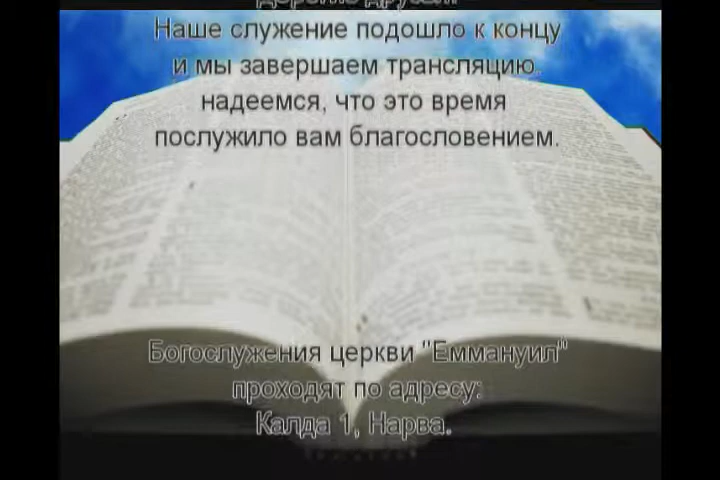 Наше служение подошло к концу
и мы завершаем трансляцию
надеемся, что это время
послужило вам благословением.
Богослужения церкви "Еммануил"
проходят по адресу:
Калда 1, Нарва.